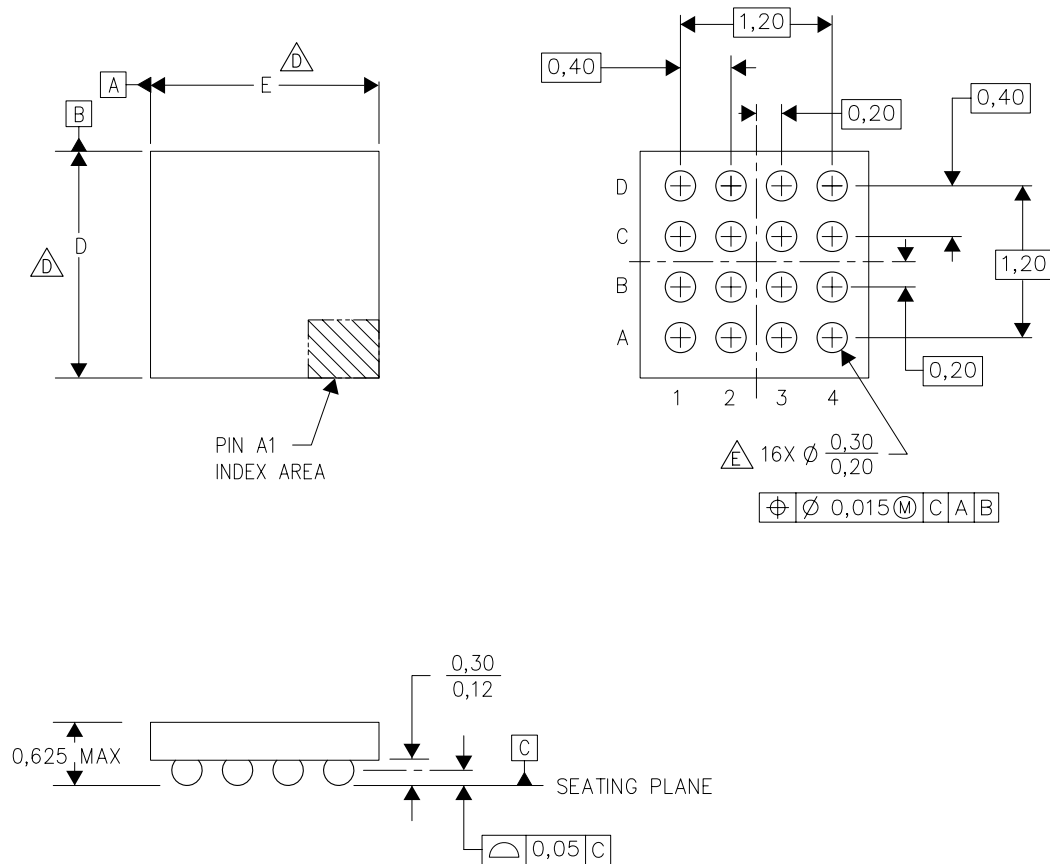 1,20
D
0,40
A
E
0,40
B
0,20
D
D
D
C
1,20
B
A
0,20
1 2 3 4
PIN A1
INDEX AREA
E 16X Ø 0,30
0,20
⌖ Ø 0,015 Ⓜ C A B
0,30
0,12
0,625 MAX
C
SEATING PLANE
⌓ 0,05 C